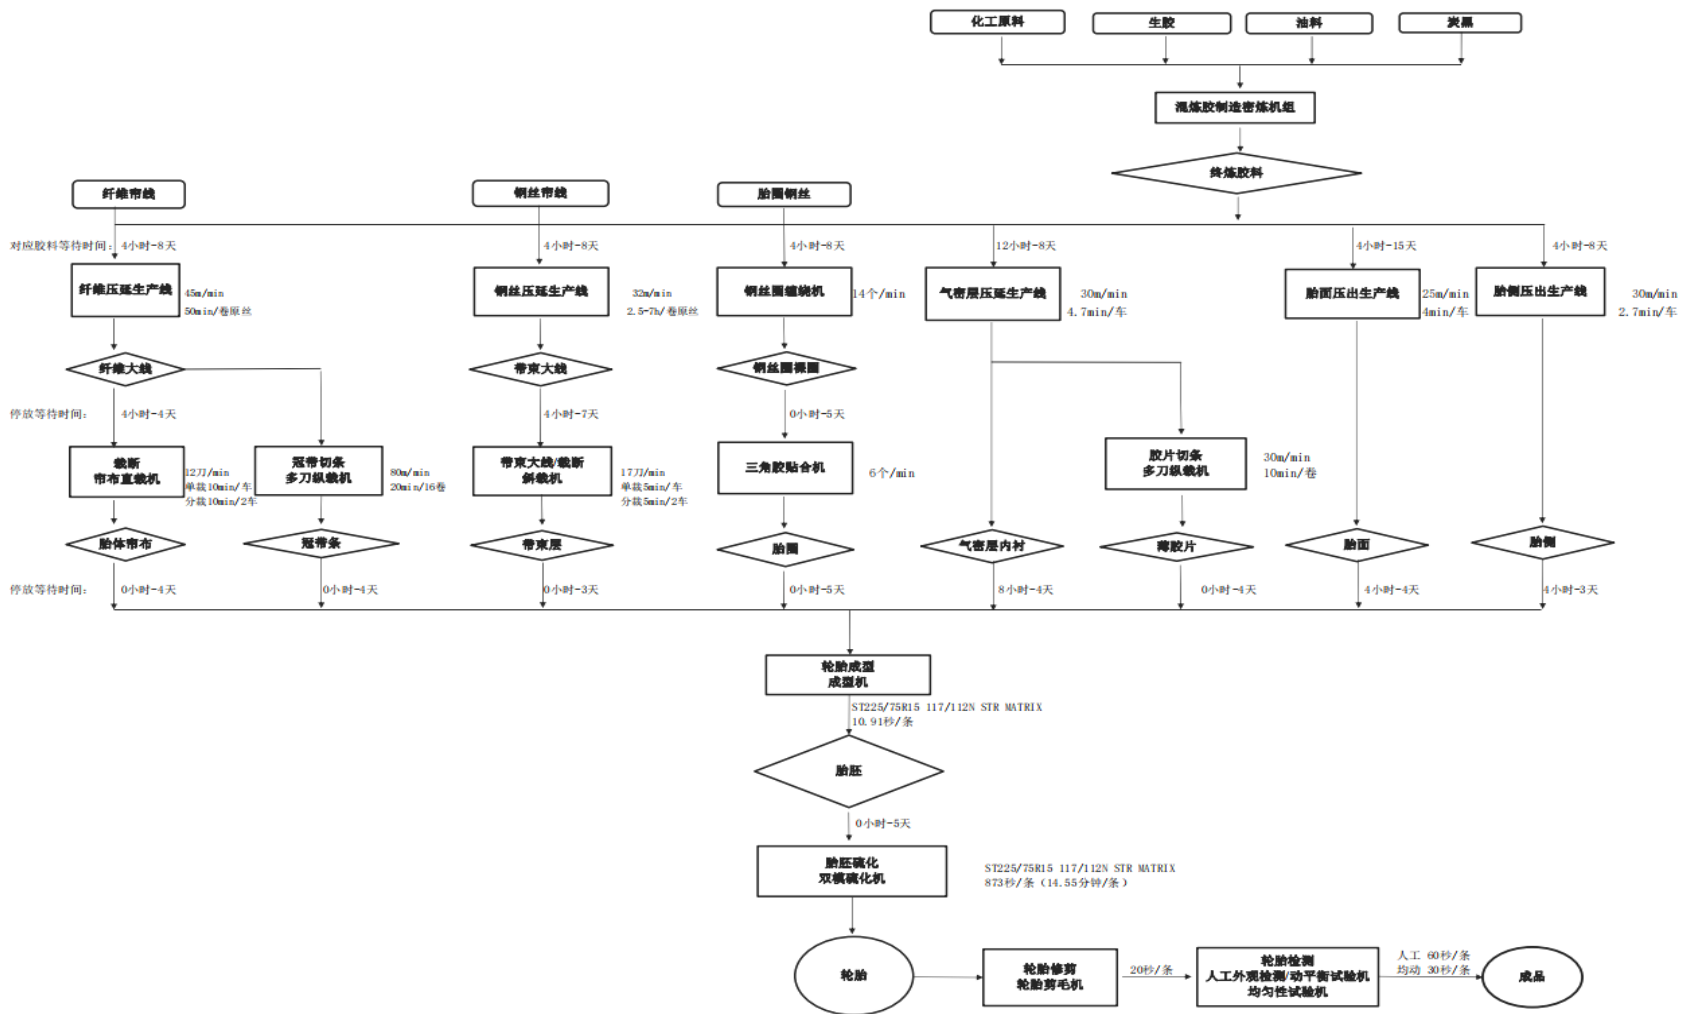 化工原料
生胶
油料
炭黑
混炼胶制造密炼机组
终炼胶料
纤维帘线
钢丝帘线
胎圈钢丝
对应胶料等待时间：
4小时-8天
4小时-8天
4小时-8天
12小时-8天
4小时-15天
4小时-8天
纤维压延生产线
45m/min
50min/卷原丝
钢丝压延生产线
32m/min
2.5-7h/卷原丝
钢丝圈缠绕机
14个/min
气密层压延生产线
30m/min
4.7min/车
胎面压出生产线
25m/min
4min/车
胎侧压出生产线
30m/min
2.7min/车
纤维大线
带束大线
钢丝圈裸圈
停放等待时间：
4小时-4天
4小时-7天
0小时-5天
裁断
帘布直裁机
12刀/min
单裁10min/车
分裁10min/2车
冠带切条
多刀纵裁机
80m/min
20min/16卷
带束大线/裁断
斜裁机
17刀/min
单裁5min/车
分裁5min/2车
三角胶贴合机
6个/min
胶片切条
多刀纵裁机
30m/min
10min/卷
胎体帘布
冠带条
带束层
胎圈
气密层内衬
薄胶片
胎面
胎侧
停放等待时间：
0小时-4天
0小时-4天
0小时-3天
0小时-5天
8小时-4天
0小时-4天
4小时-4天
4小时-3天
轮胎成型
成型机
ST225/75R15 117/112N STR MATRIX
10.91秒/条
胎胚
0小时-5天
胎胚硫化
双模硫化机
ST225/75R15 117/112N STR MATRIX
873秒/条（14.55分钟/条）
轮胎
轮胎修剪
轮胎剪毛机
20秒/条
轮胎检测
人工外观检测/动平衡试验机
均匀性试验机
人工 60秒/条
均动 30秒/条
成品